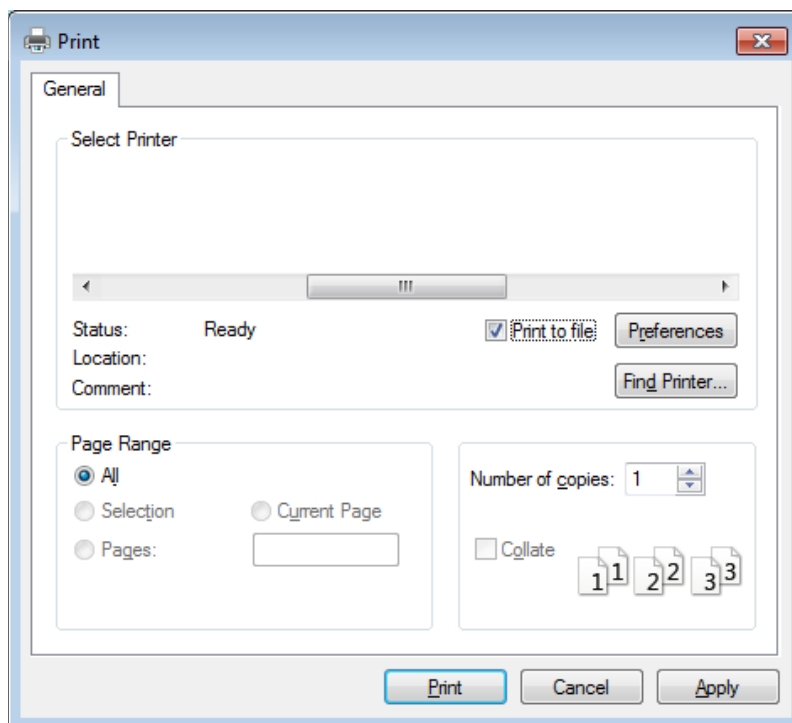 Print
General
Select Printer
Status: Ready
Print to file
Preferences
Location:
Comment:
Find Printer...
Page Range
All
Selection
Current Page
Pages:
Number of copies: 1
Collate
1 1 2 2 3 3
Print
Cancel
Apply